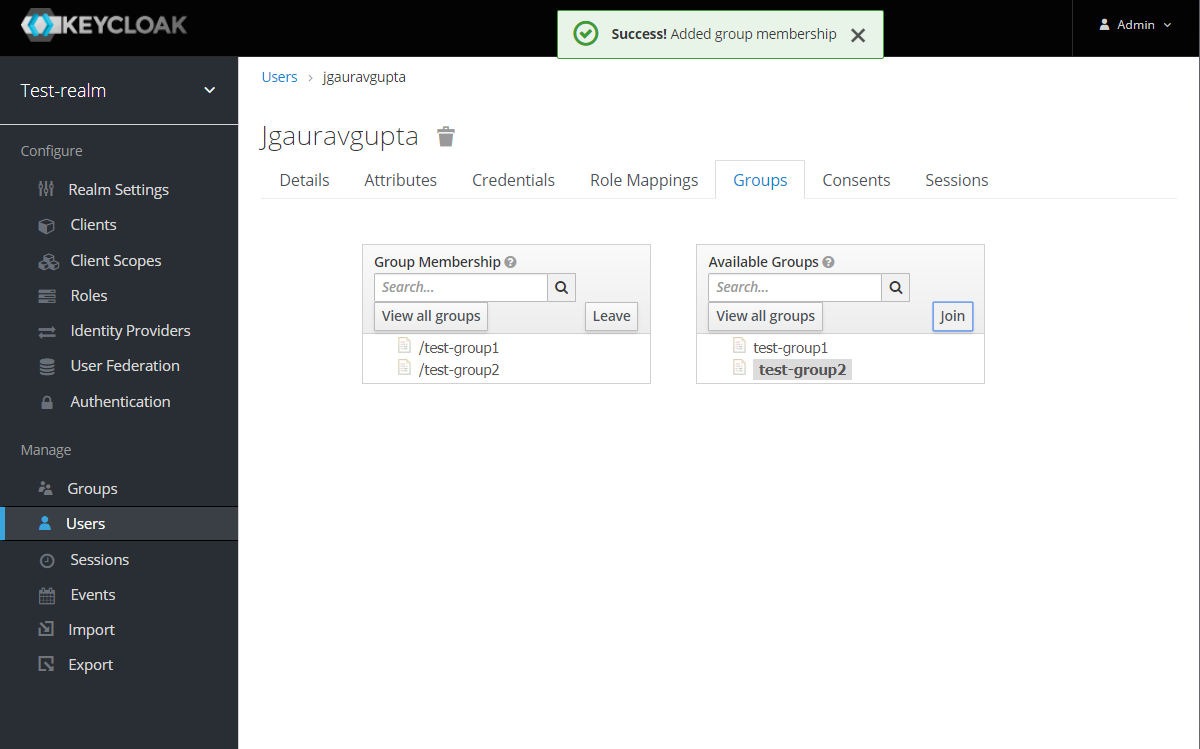 KEYCLOAK
Success! Added group membership
Admin
Test-realm
Users › jgauravgupta
Jgauravgupta
Details Attributes Credentials Role Mappings Groups Consents Sessions
Configure
Realm Settings
Clients
Client Scopes
Roles
Identity Providers
User Federation
Authentication
Manage
Groups
Users
Sessions
Events
Import
Export
Group Membership
Search...
View all groups Leave
/test-group1
/test-group2
Available Groups
Search...
View all groups Join
test-group1
test-group2